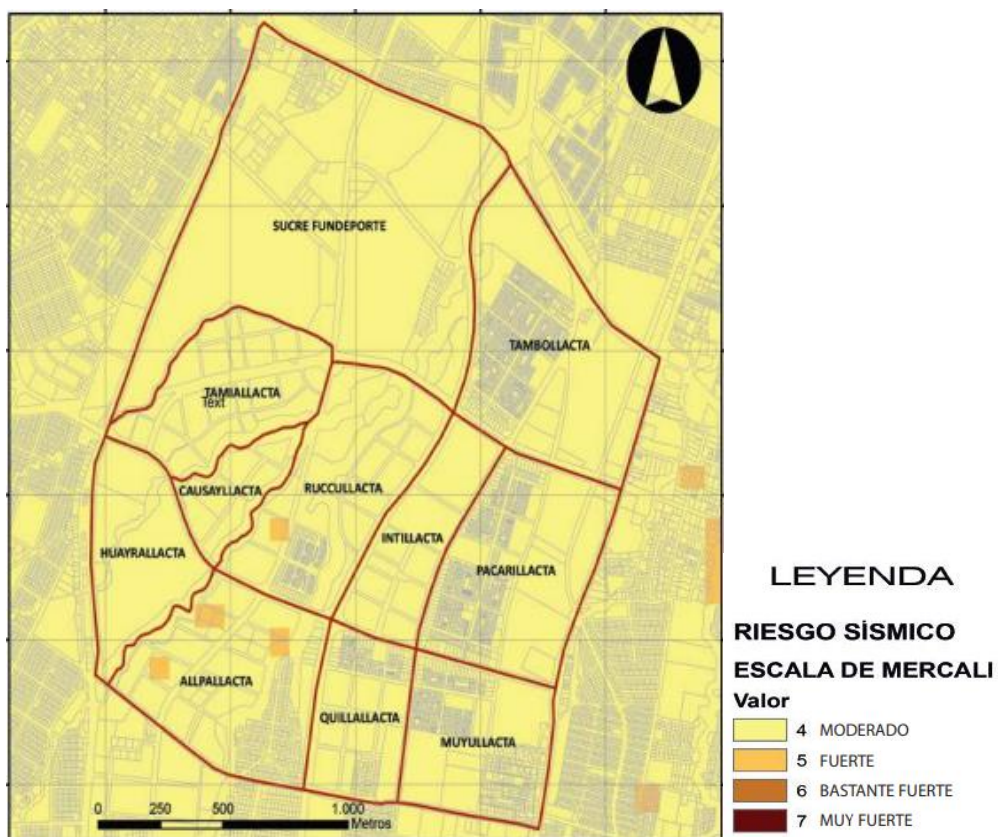 SUCRE FUNDEPORTE
TAMBOLLACTA
TAMIALLACTA
Text
CAUSAYLLACTA
RUCCULLACTA
HUAYRALLACTA
INTILLACTA
PACARILLACTA
ALLPALLACTA
QUILLALLACTA
MUYULLACTA
0 250 500 1.000
Metros
LEYENDA
RIESGO SÍSMICO
ESCALA DE MERCALI
Valor
4 MODERADO
5 FUERTE
6 BASTANTE FUERTE
7 MUY FUERTE